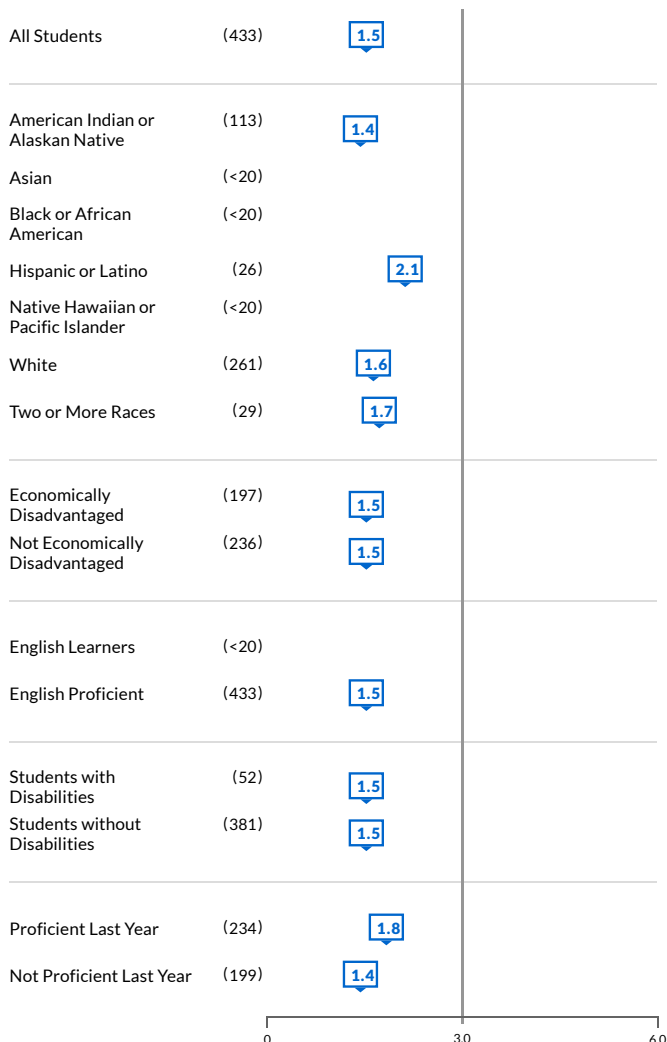 All Students (433) 1.5
American Indian or (113) 1.4
Alaskan Native
Asian (<20)
Black or African (<20)
American
Hispanic or Latino (26) 2.1
Native Hawaiian or (<20)
Pacific Islander
White (261) 1.6
Two or More Races (29) 1.7
Economically (197) 1.5
Disadvantaged
Not Economically (236) 1.5
Disadvantaged
English Learners (<20)
English Proficient (433) 1.5
Students with (52) 1.5
Disabilities
Students without (381) 1.5
Disabilities
Proficient Last Year (234) 1.8
Not Proficient Last Year (199) 1.4
0 3.0 6.0